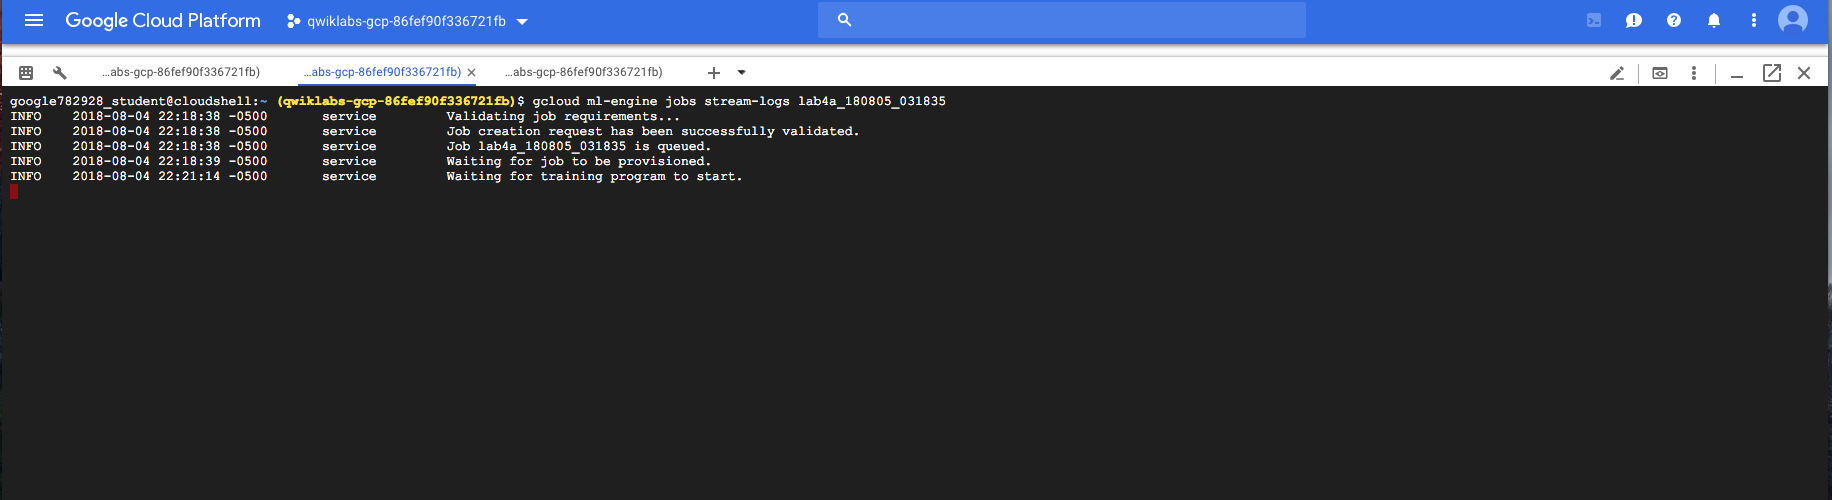 Google Cloud Platform qwiklabs-gcp-86fef90f336721fb
...abs-gcp-86fef90f336721fb) ...abs-gcp-86fef90f336721fb) ...abs-gcp-86fef90f336721fb)
google782928_student@cloudshell:~ (qwiklabs-gcp-86fef90f336721fb)$ gcloud ml-engine jobs stream-logs lab4a_180805_031835
INFO 2018-08-04 22:18:38 -0500 service Validating job requirements...
INFO 2018-08-04 22:18:38 -0500 service Job creation request has been successfully validated.
INFO 2018-08-04 22:18:38 -0500 service Job lab4a_180805_031835 is queued.
INFO 2018-08-04 22:18:39 -0500 service Waiting for job to be provisioned.
INFO 2018-08-04 22:21:14 -0500 service Waiting for training program to start.